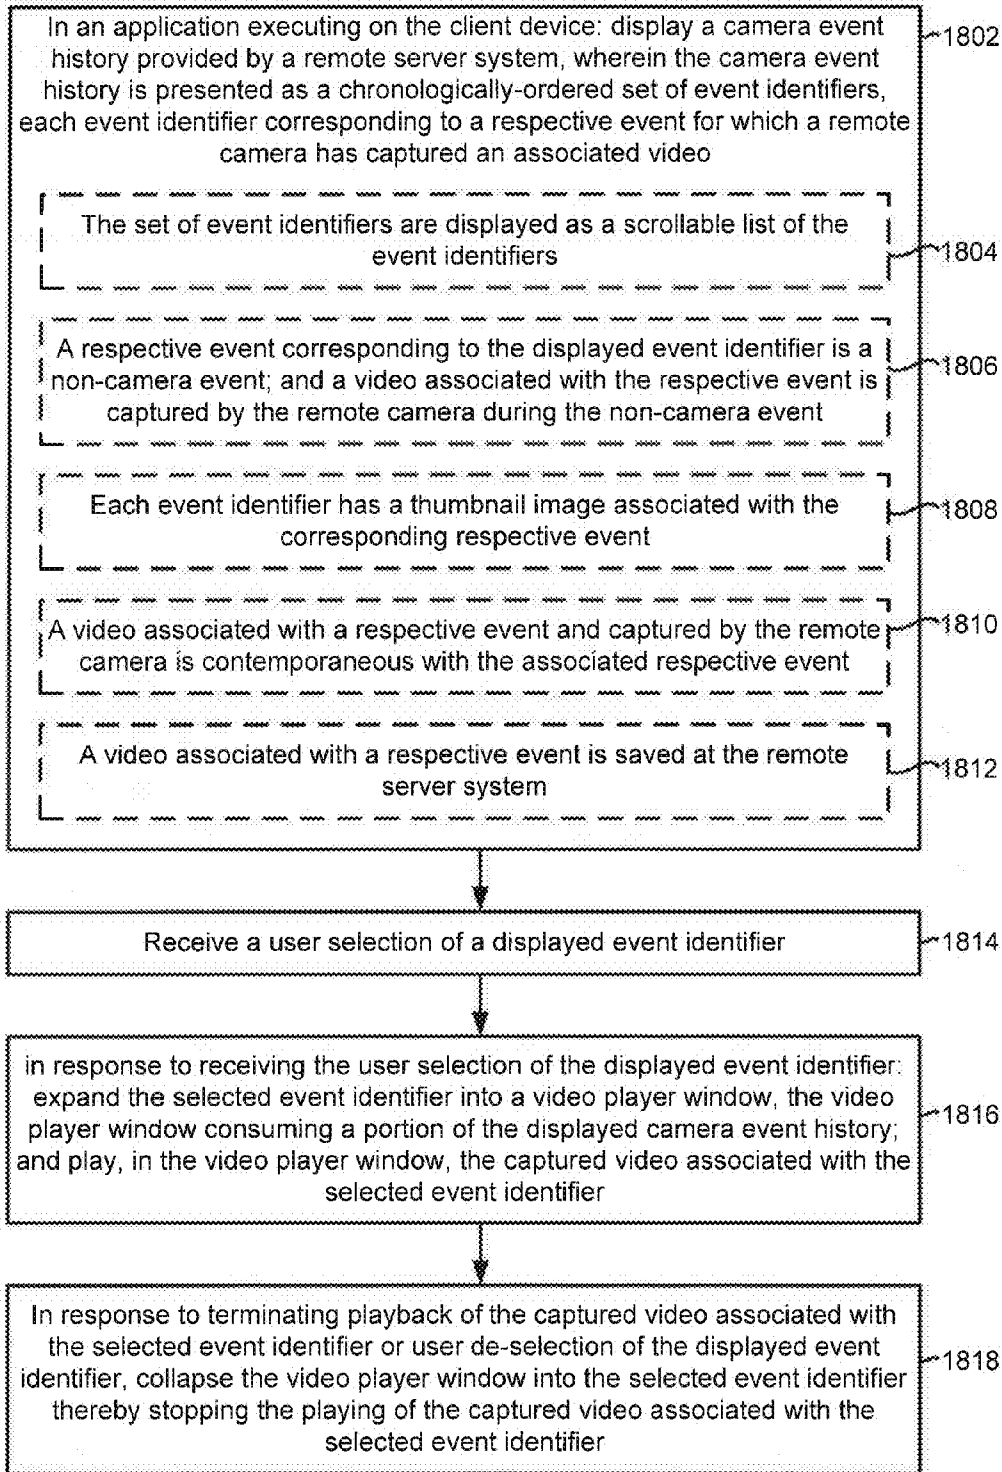 In an application executing on the client device: display a camera event
history provided by a remote server system, wherein the camera event
history is presented as a chronologically-ordered set of event identifiers,
each event identifier corresponding to a respective event for which a remote
camera has captured an associated video
1802
The set of event identifiers are displayed as a scrollable list of the
event identifiers
1804
A respective event corresponding to the displayed event identifier is a
non-camera event; and a video associated with the respective event is
captured by the remote camera during the non-camera event
1806
Each event identifier has a thumbnail image associated with the
corresponding respective event
1808
A video associated with a respective event and captured by the remote
camera is contemporaneous with the associated respective event
1810
A video associated with a respective event is saved at the remote
server system
1812
Receive a user selection of a displayed event identifier
1814
in response to receiving the user selection of the displayed event identifier:
expand the selected event identifier into a video player window, the video
player window consuming a portion of the displayed camera event history;
and play, in the video player window, the captured video associated with the
selected event identifier
1816
In response to terminating playback of the captured video associated with
the selected event identifier or user de-selection of the displayed event
identifier, collapse the video player window into the selected event identifier
thereby stopping the playing of the captured video associated with the
selected event identifier
1818